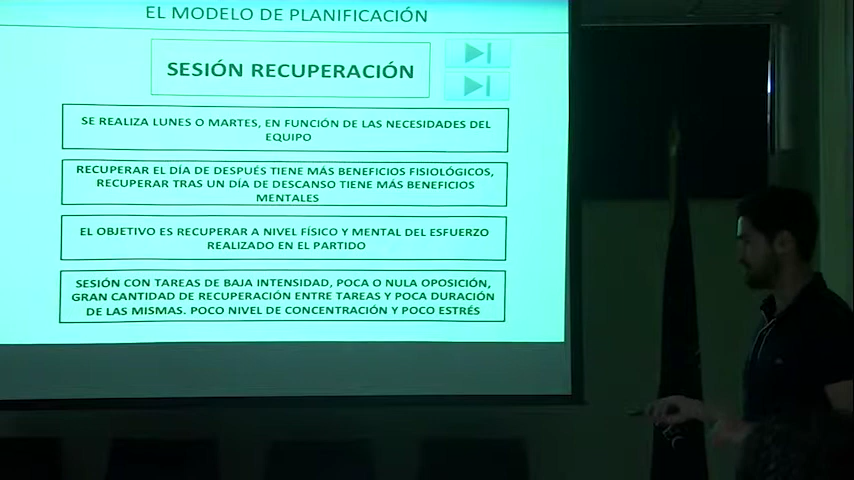 EL MODELO DE PLANIFICACIÓN
SESIÓN RECUPERACIÓN
SE REALIZA LUNES O MARTES, EN FUNCIÓN DE LAS NECESIDADES DEL
EQUIPO
RECUPERAR EL DÍA DE DESPUÉS TIENE MÁS BENEFICIOS FISIOLÓGICOS,
RECUPERAR TRAS UN DÍA DE DESCANSO TIENE MÁS BENEFICIOS
MENTALES
EL OBJETIVO ES RECUPERAR A NIVEL FÍSICO Y MENTAL DEL ESFUERZO
REALIZADO EN EL PARTIDO
SESIÓN CON TAREAS DE BAJA INTENSIDAD, POCA O NULA OPOSICIÓN,
GRAN CANTIDAD DE RECUPERACIÓN ENTRE TAREAS Y POCA DURACIÓN
DE LAS MISMAS. POCO NIVEL DE CONCENTRACIÓN Y POCO ESTRÉS